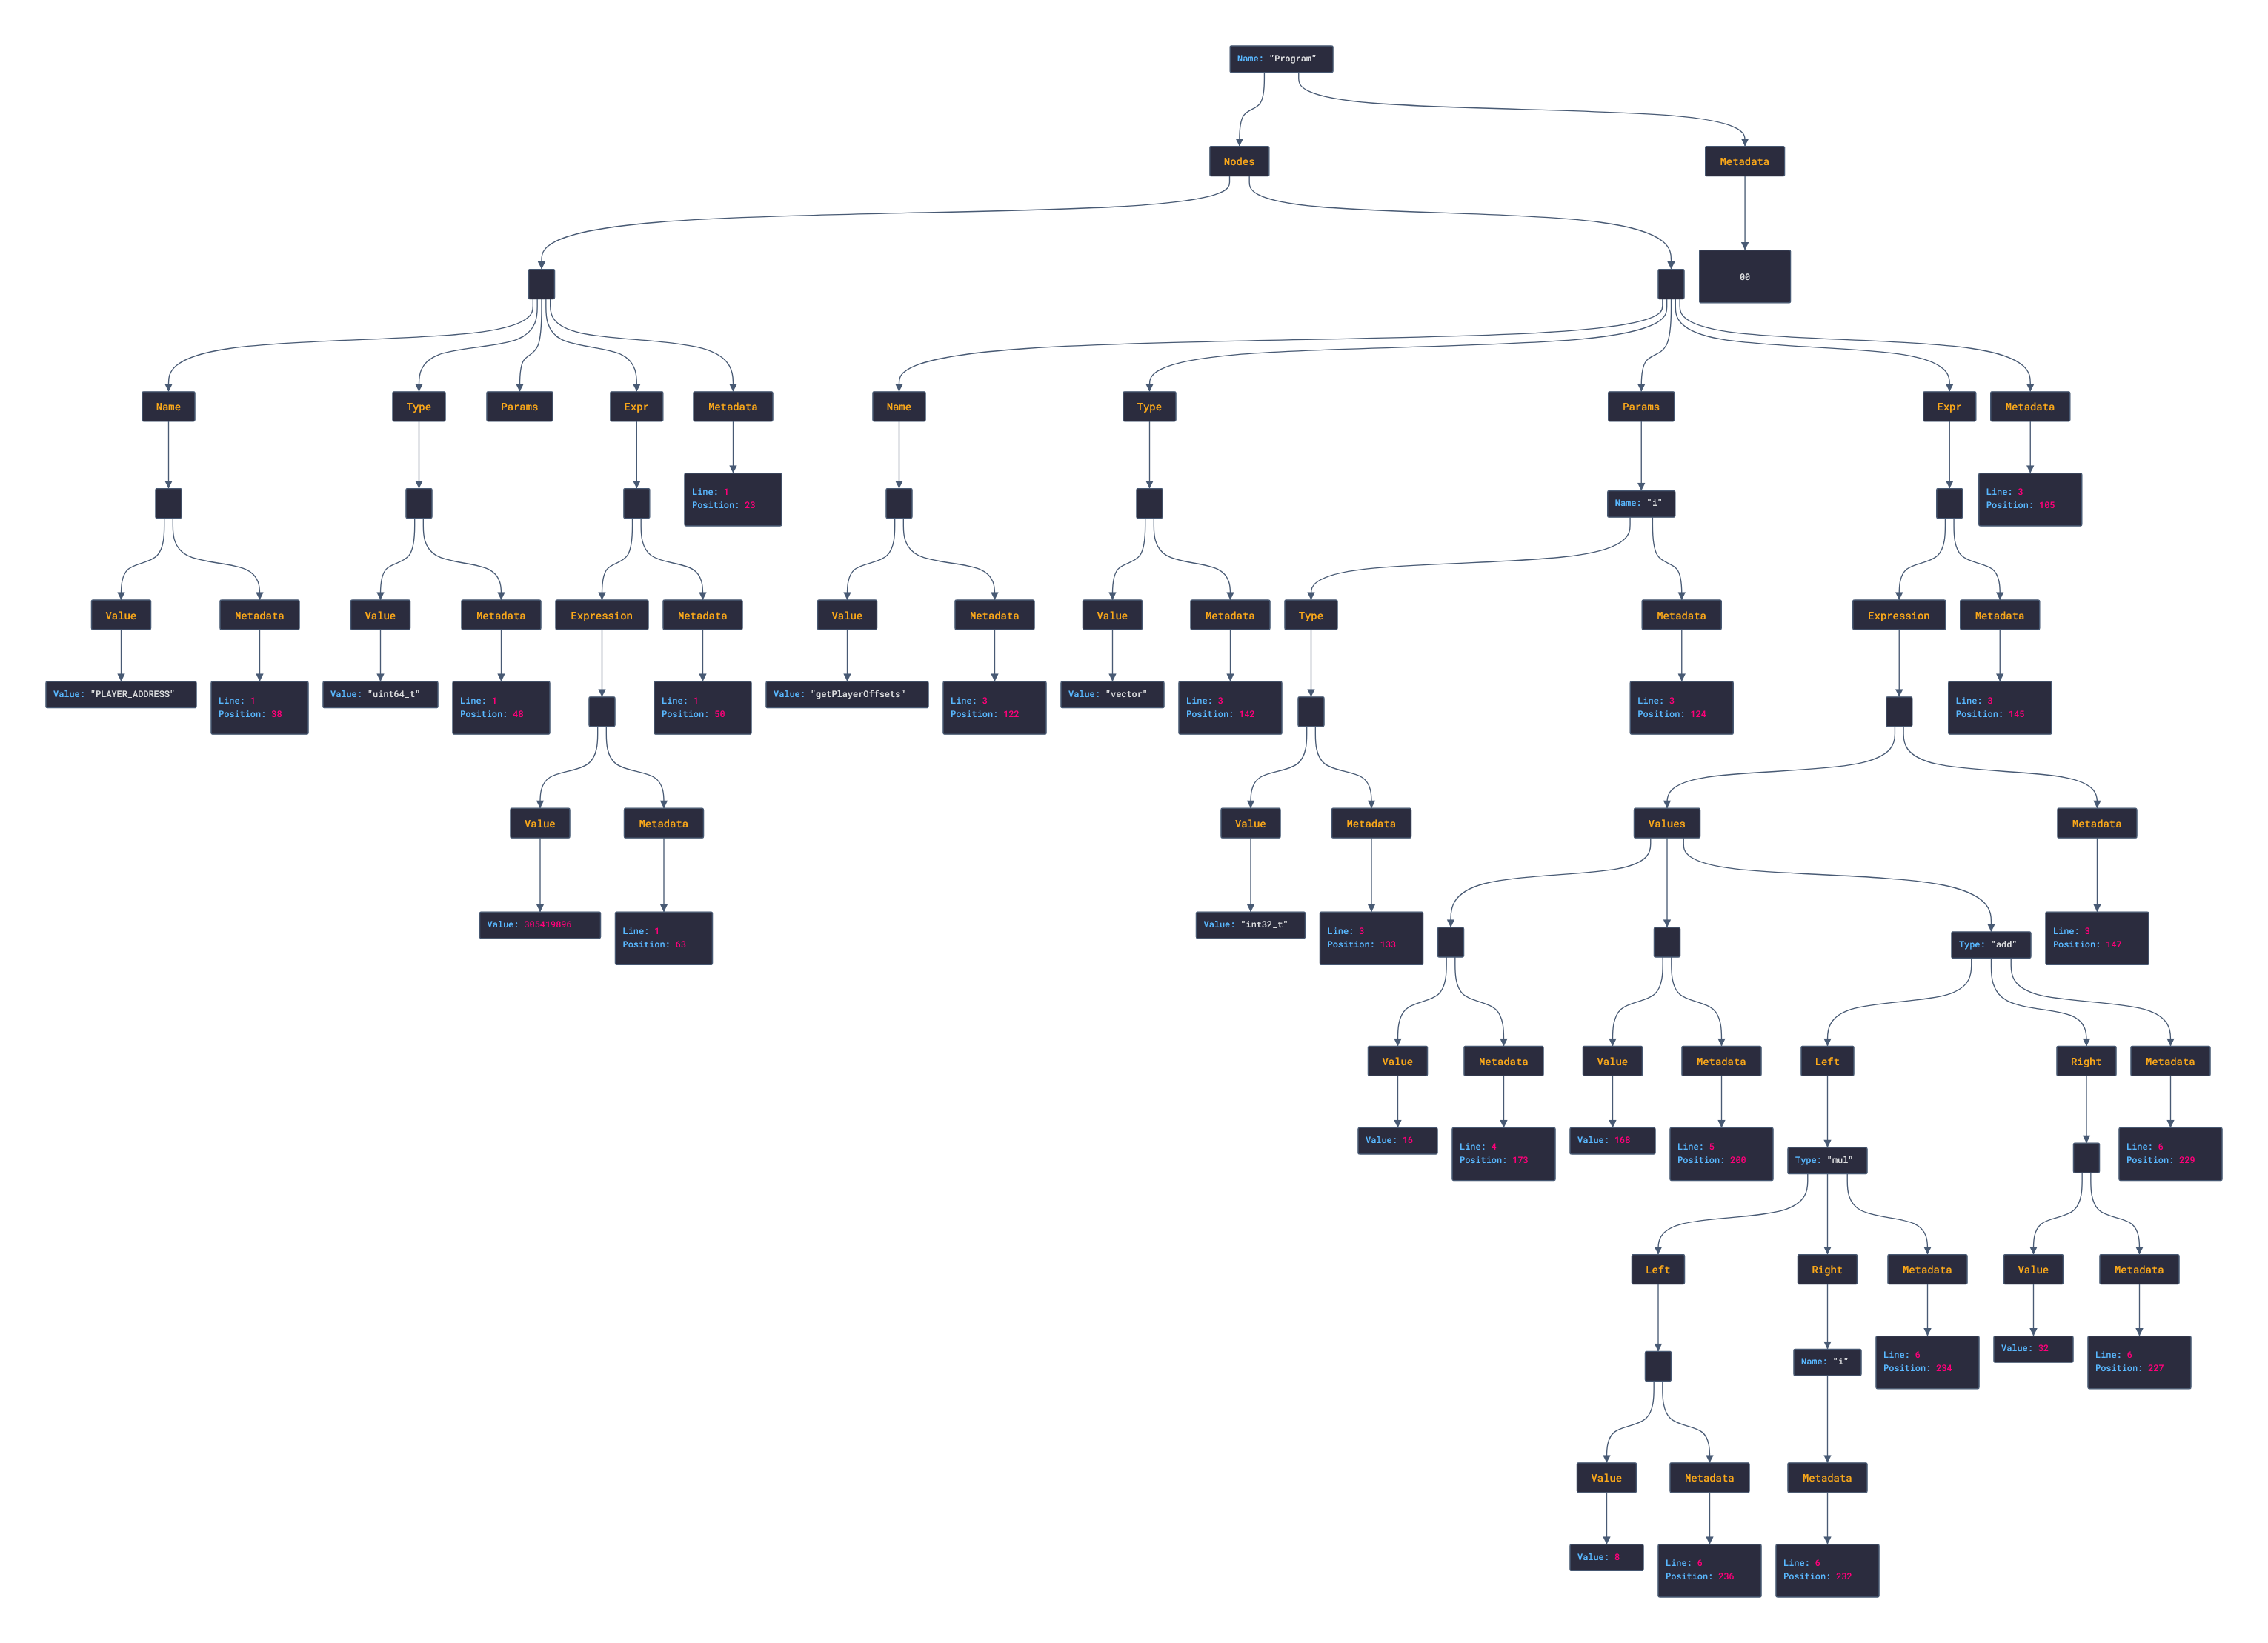 Name: "Program"
Nodes
Metadata
00
Name
Type
Params
Expr
Metadata
Name
Type
Params
Expr
Metadata
Line: 1
Position: 23
Name: "i"
Line: 3
Position: 105
Value
Metadata
Value
Metadata
Expression
Metadata
Value
Metadata
Value
Metadata
Type
Metadata
Expression
Metadata
Value: "PLAYER_ADDRESS"
Line: 1
Position: 38
Value: "uint64_t"
Line: 1
Position: 48
Line: 1
Position: 50
Value: "getPlayerOffsets"
Line: 3
Position: 122
Value: "vector"
Line: 3
Position: 142
Line: 3
Position: 124
Line: 3
Position: 145
Value
Metadata
Value
Metadata
Values
Metadata
Value: 305419896
Line: 1
Position: 63
Value: "int32_t"
Line: 3
Position: 133
Type: "add"
Line: 3
Position: 147
Value
Metadata
Value
Metadata
Left
Right
Metadata
Value: 16
Line: 4
Position: 173
Value: 168
Line: 5
Position: 200
Type: "mul"
Line: 6
Position: 229
Left
Right
Metadata
Value
Metadata
Name: "i"
Line: 6
Position: 234
Value: 32
Line: 6
Position: 227
Value
Metadata
Metadata
Value: 8
Line: 6
Position: 236
Line: 6
Position: 232